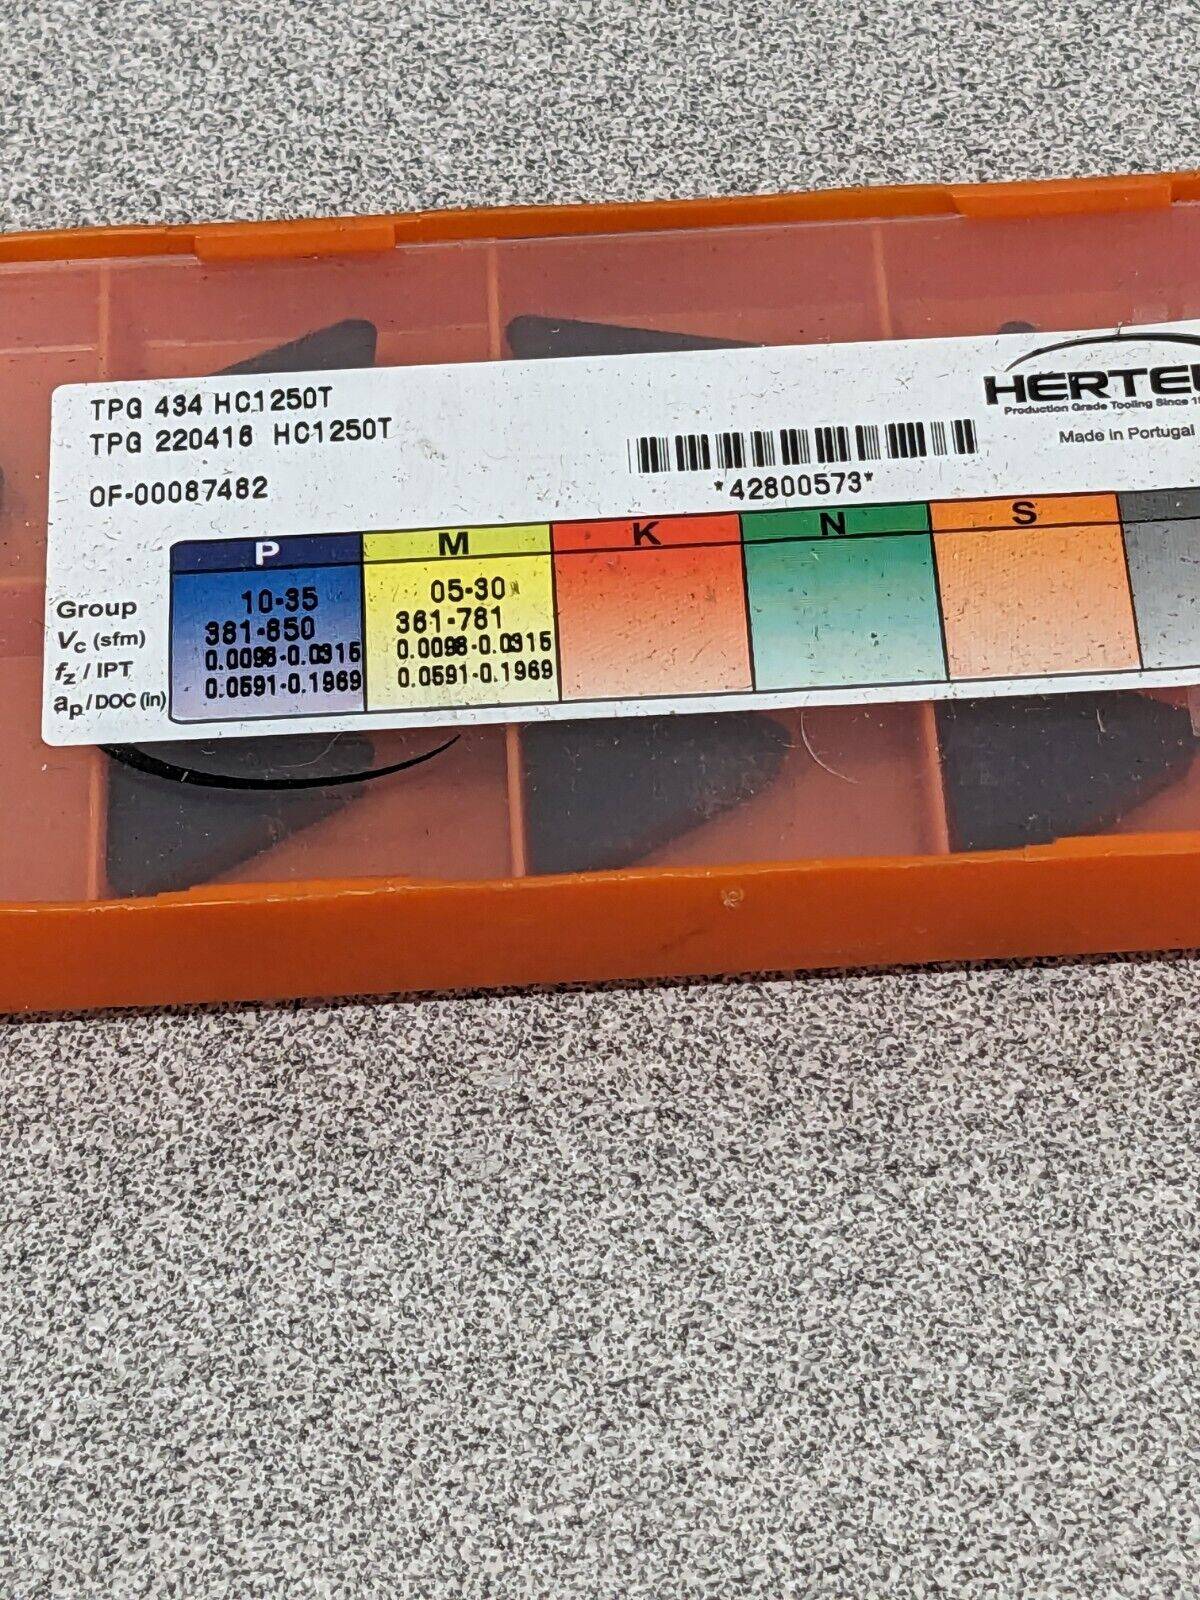 TPG 434 HC1250T
TPG 220416 HC1250T
OF-00087482
HERTEL
Production Grade Tooling Since
Made in Portugal
*42800573*
P M K N S
Group 10-35 05-30
Vc (sfm) 381-650 361-781
fz / IPT 0.0098-0.0315 0.0098-0.0315
ap/DOC (in) 0.0591-0.1969 0.0591-0.1969